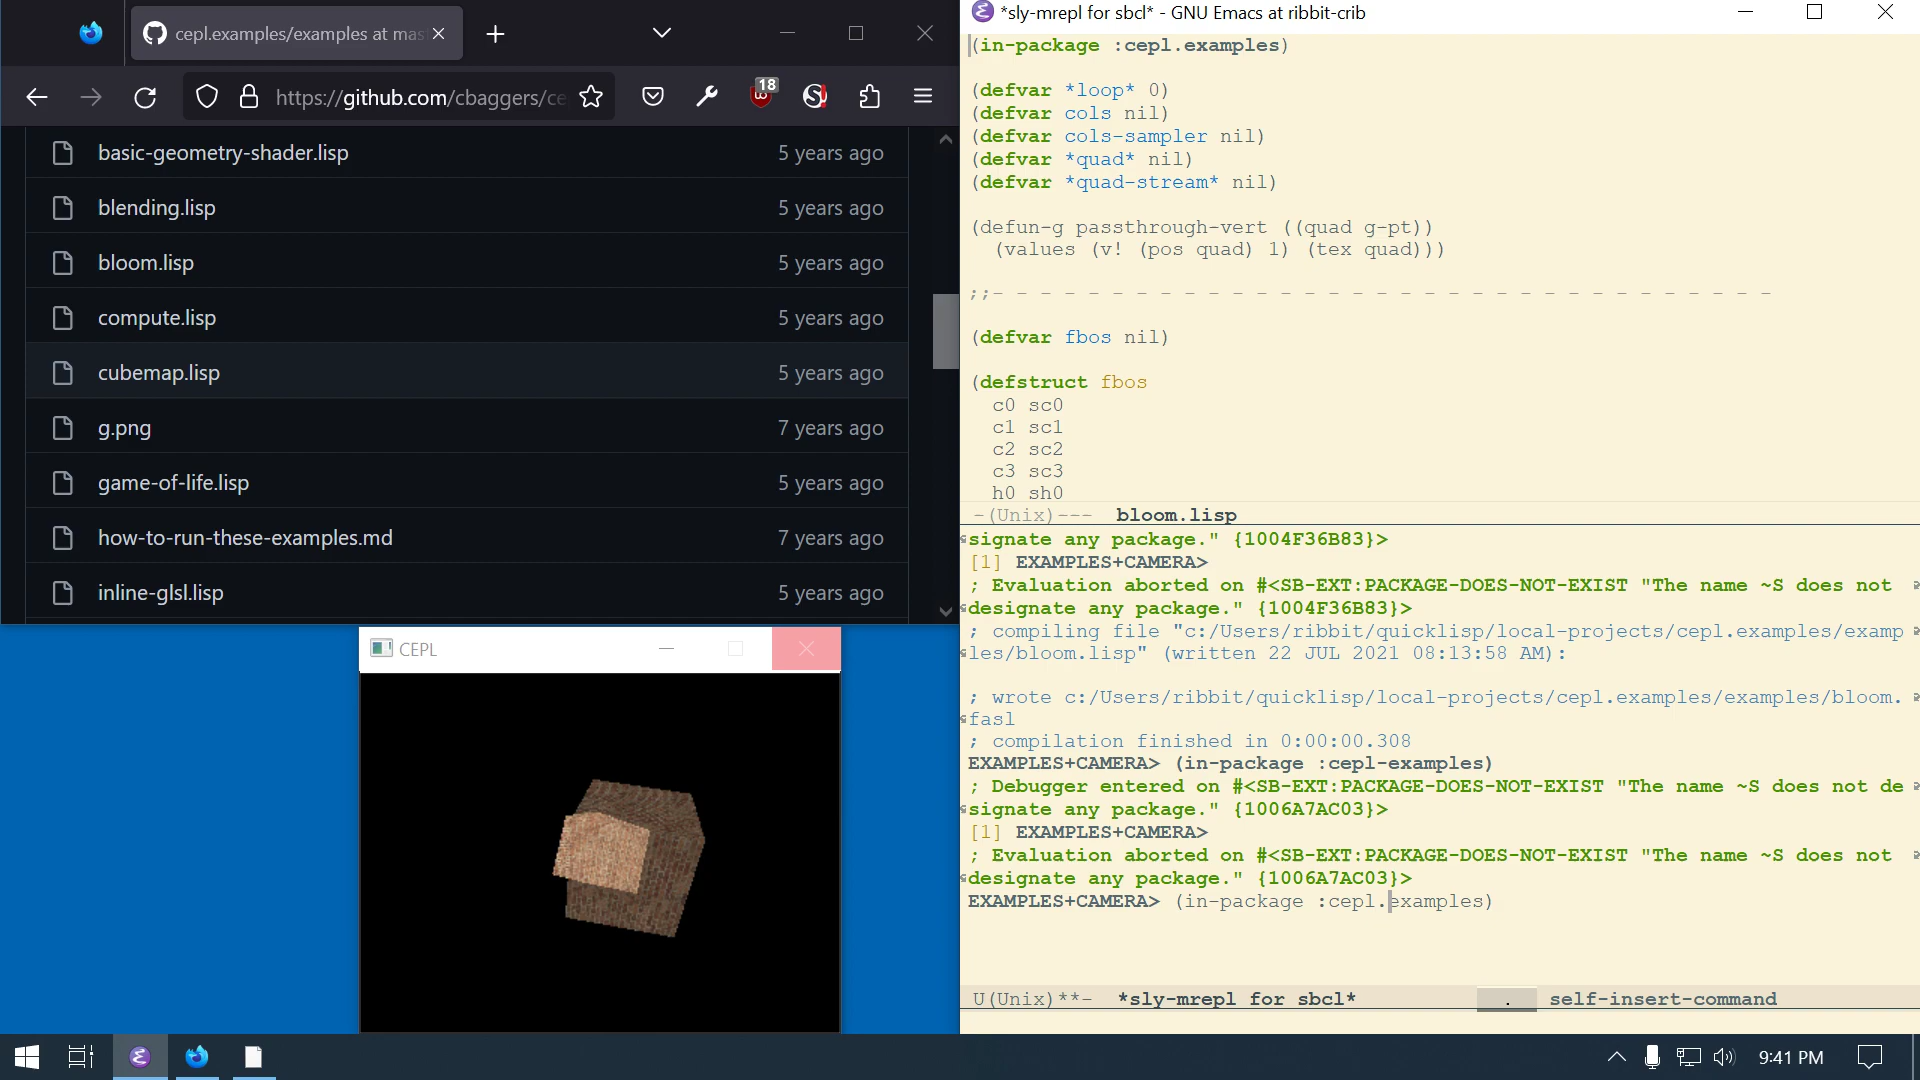 cepl.examples/examples at mas
18
https://github.com/cbaggers/ce
basic-geometry-shader.lisp 5 years ago
blending.lisp 5 years ago
bloom.lisp 5 years ago
compute.lisp 5 years ago
cubemap.lisp 5 years ago
g.png 7 years ago
game-of-life.lisp 5 years ago
how-to-run-these-examples.md 7 years ago
inline-glsl.lisp 5 years ago
CEPL
*sly-mrepl for sbcl* - GNU Emacs at ribbit-crib
(in-package :cepl.examples)
(defvar *loop* 0)
(defvar cols nil)
(defvar cols-sampler nil)
(defvar *quad* nil)
(defvar *quad-stream* nil)
(defun-g passthrough-vert ((quad g-pt))
(values (v! (pos quad) 1) (tex quad)))
;;- - - - - - - - - - - - - - - - - - - - - - - - - - - - - - - - -
(defvar fbos nil)
(defstruct fbos
c0 sc0
c1 sc1
c2 sc2
c3 sc3
h0 sh0
-(Unix)--- bloom.lisp
signate any package." {1004F36B83}>
[1] EXAMPLES+CAMERA>
; Evaluation aborted on #<SB-EXT:PACKAGE-DOES-NOT-EXIST "The name ~S does not
designate any package." {1004F36B83}>
; compiling file "c:/Users/ribbit/quicklisp/local-projects/cepl.examples/examp
les/bloom.lisp" (written 22 JUL 2021 08:13:58 AM):
; wrote c:/Users/ribbit/quicklisp/local-projects/cepl.examples/examples/bloom.
fasl
; compilation finished in 0:00:00.308
EXAMPLES+CAMERA> (in-package :cepl-examples)
; Debugger entered on #<SB-EXT:PACKAGE-DOES-NOT-EXIST "The name ~S does not de
signate any package." {1006A7AC03}>
[1] EXAMPLES+CAMERA>
; Evaluation aborted on #<SB-EXT:PACKAGE-DOES-NOT-EXIST "The name ~S does not
designate any package." {1006A7AC03}>
EXAMPLES+CAMERA> (in-package :cepl.examples)
U(Unix)**- *sly-mrepl for sbcl* . self-insert-command
9:41 PM